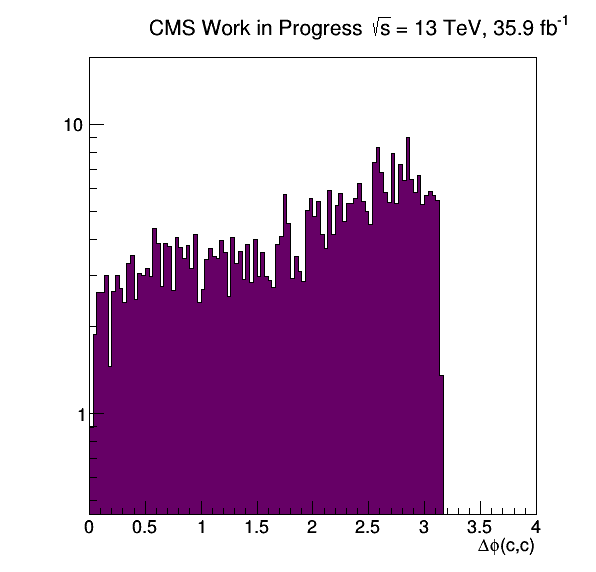 CMS Work in Progress √s = 13 TeV, 35.9 fb⁻¹
10
1
0 0.5 1 1.5 2 2.5 3 3.5 4
Δϕ(c,c)